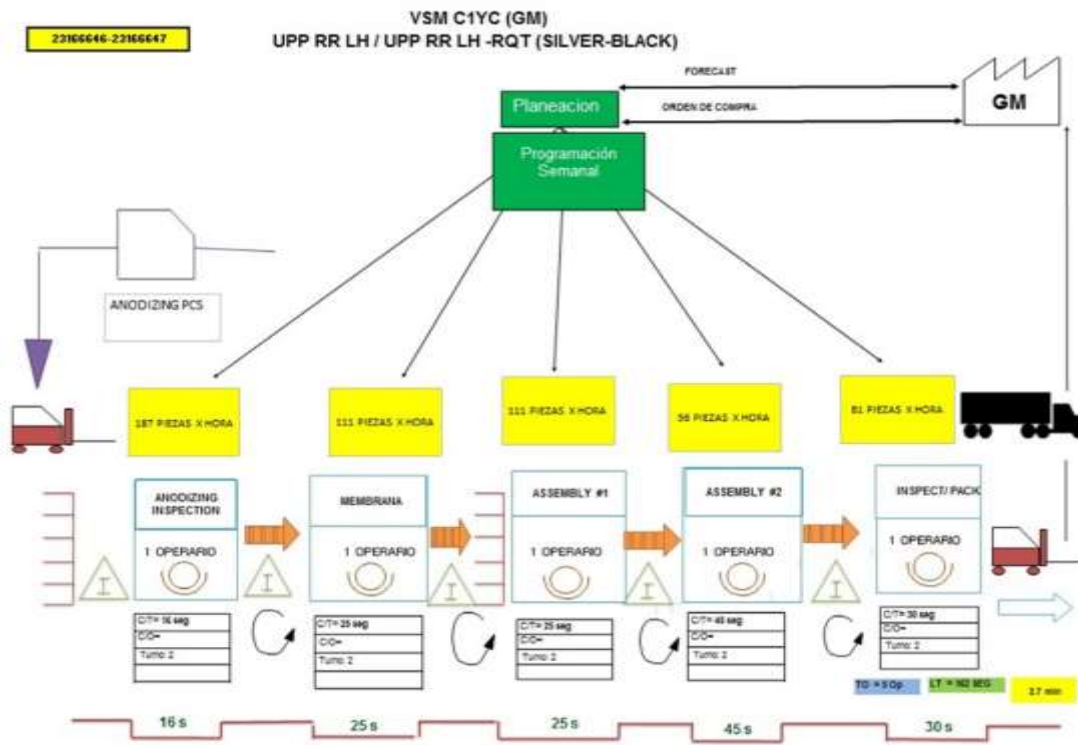 VSM C1YC (GM)
23166646-23166647
UPP RR LH / UPP RR LH -RQT (SILVER-BLACK)
FORECAST
Planeacion
ORDEN DE COMPRA
GM
Programación
Semanal
ANODIZING PCS
187 PIEZAS X HORA
111 PIEZAS X HORA
111 PIEZAS X HORA
56 PIEZAS X HORA
81 PIEZAS X HORA
ANODIZING
INSPECTION
MEMBRANA
ASSEMBLY #1
ASSEMBLY #2
INSPECT/ PACK
1 OPERARIO
1 OPERARIO
1 OPERARIO
1 OPERARIO
1 OPERARIO
I
I
I
I
I
C/T= 16 seg
C/O=
Turno: 2
C/T= 25 seg
C/O=
Turno: 2
C/T= 25 seg
C/O=
Turno: 2
C/T= 45 seg
C/O=
Turno: 2
C/T= 30 seg
C/O=
Turno: 2
TO = 5 Op
LT = 162 SEG
2.7 min
16 s
25 s
25 s
45 s
30 s